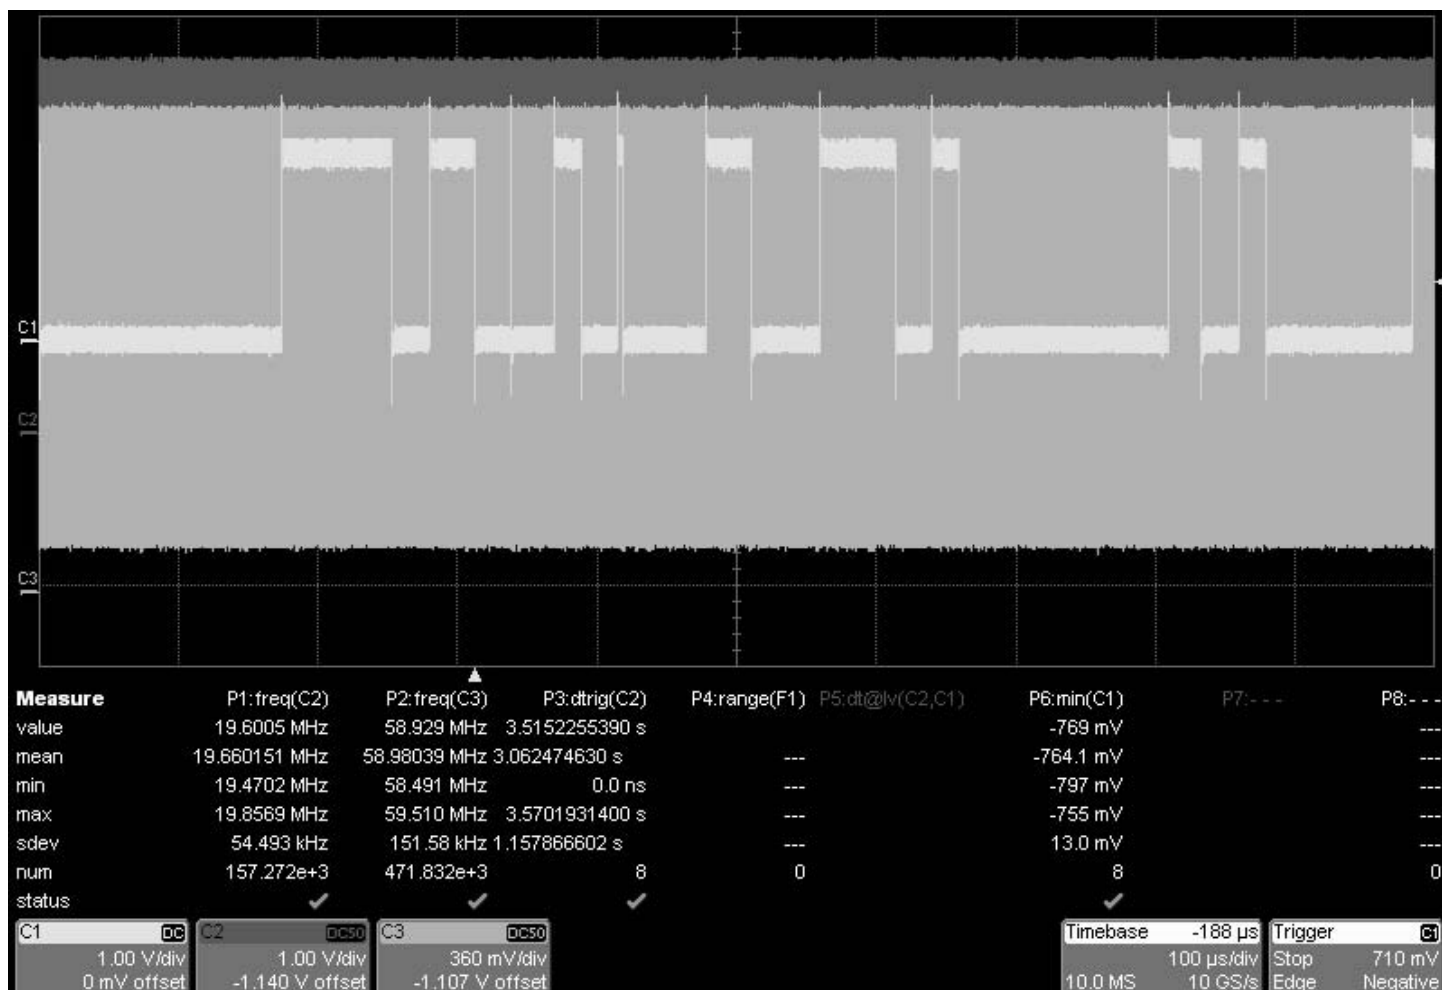 C1
C2
C3
Measure P1:freq(C2) P2:freq(C3) P3:dtrig(C2) P4:range(F1) P5:dt@lv(C2,C1) P6:min(C1) P7:- - - P8:- - -
value 19.6005 MHz 58.929 MHz 3.5152255390 s -769 mV ---
mean 19.660151 MHz 58.98039 MHz 3.062474630 s --- -764.1 mV ---
min 19.4702 MHz 58.491 MHz 0.0 ns --- -797 mV ---
max 19.8569 MHz 59.510 MHz 3.5701931400 s --- -755 mV ---
sdev 54.493 kHz 151.58 kHz 1.157866602 s --- 13.0 mV ---
num 157.272e+3 471.832e+3 8 0 8 0
status
C1 DC C2 DC50 C3 DC50 Timebase -188 µs Trigger C1
1.00 V/div 1.00 V/div 360 mV/div 100 µs/div Stop 710 mV
0 mV offset -1.140 V offset -1.107 V offset 10.0 MS 10 GS/s Edge Negative